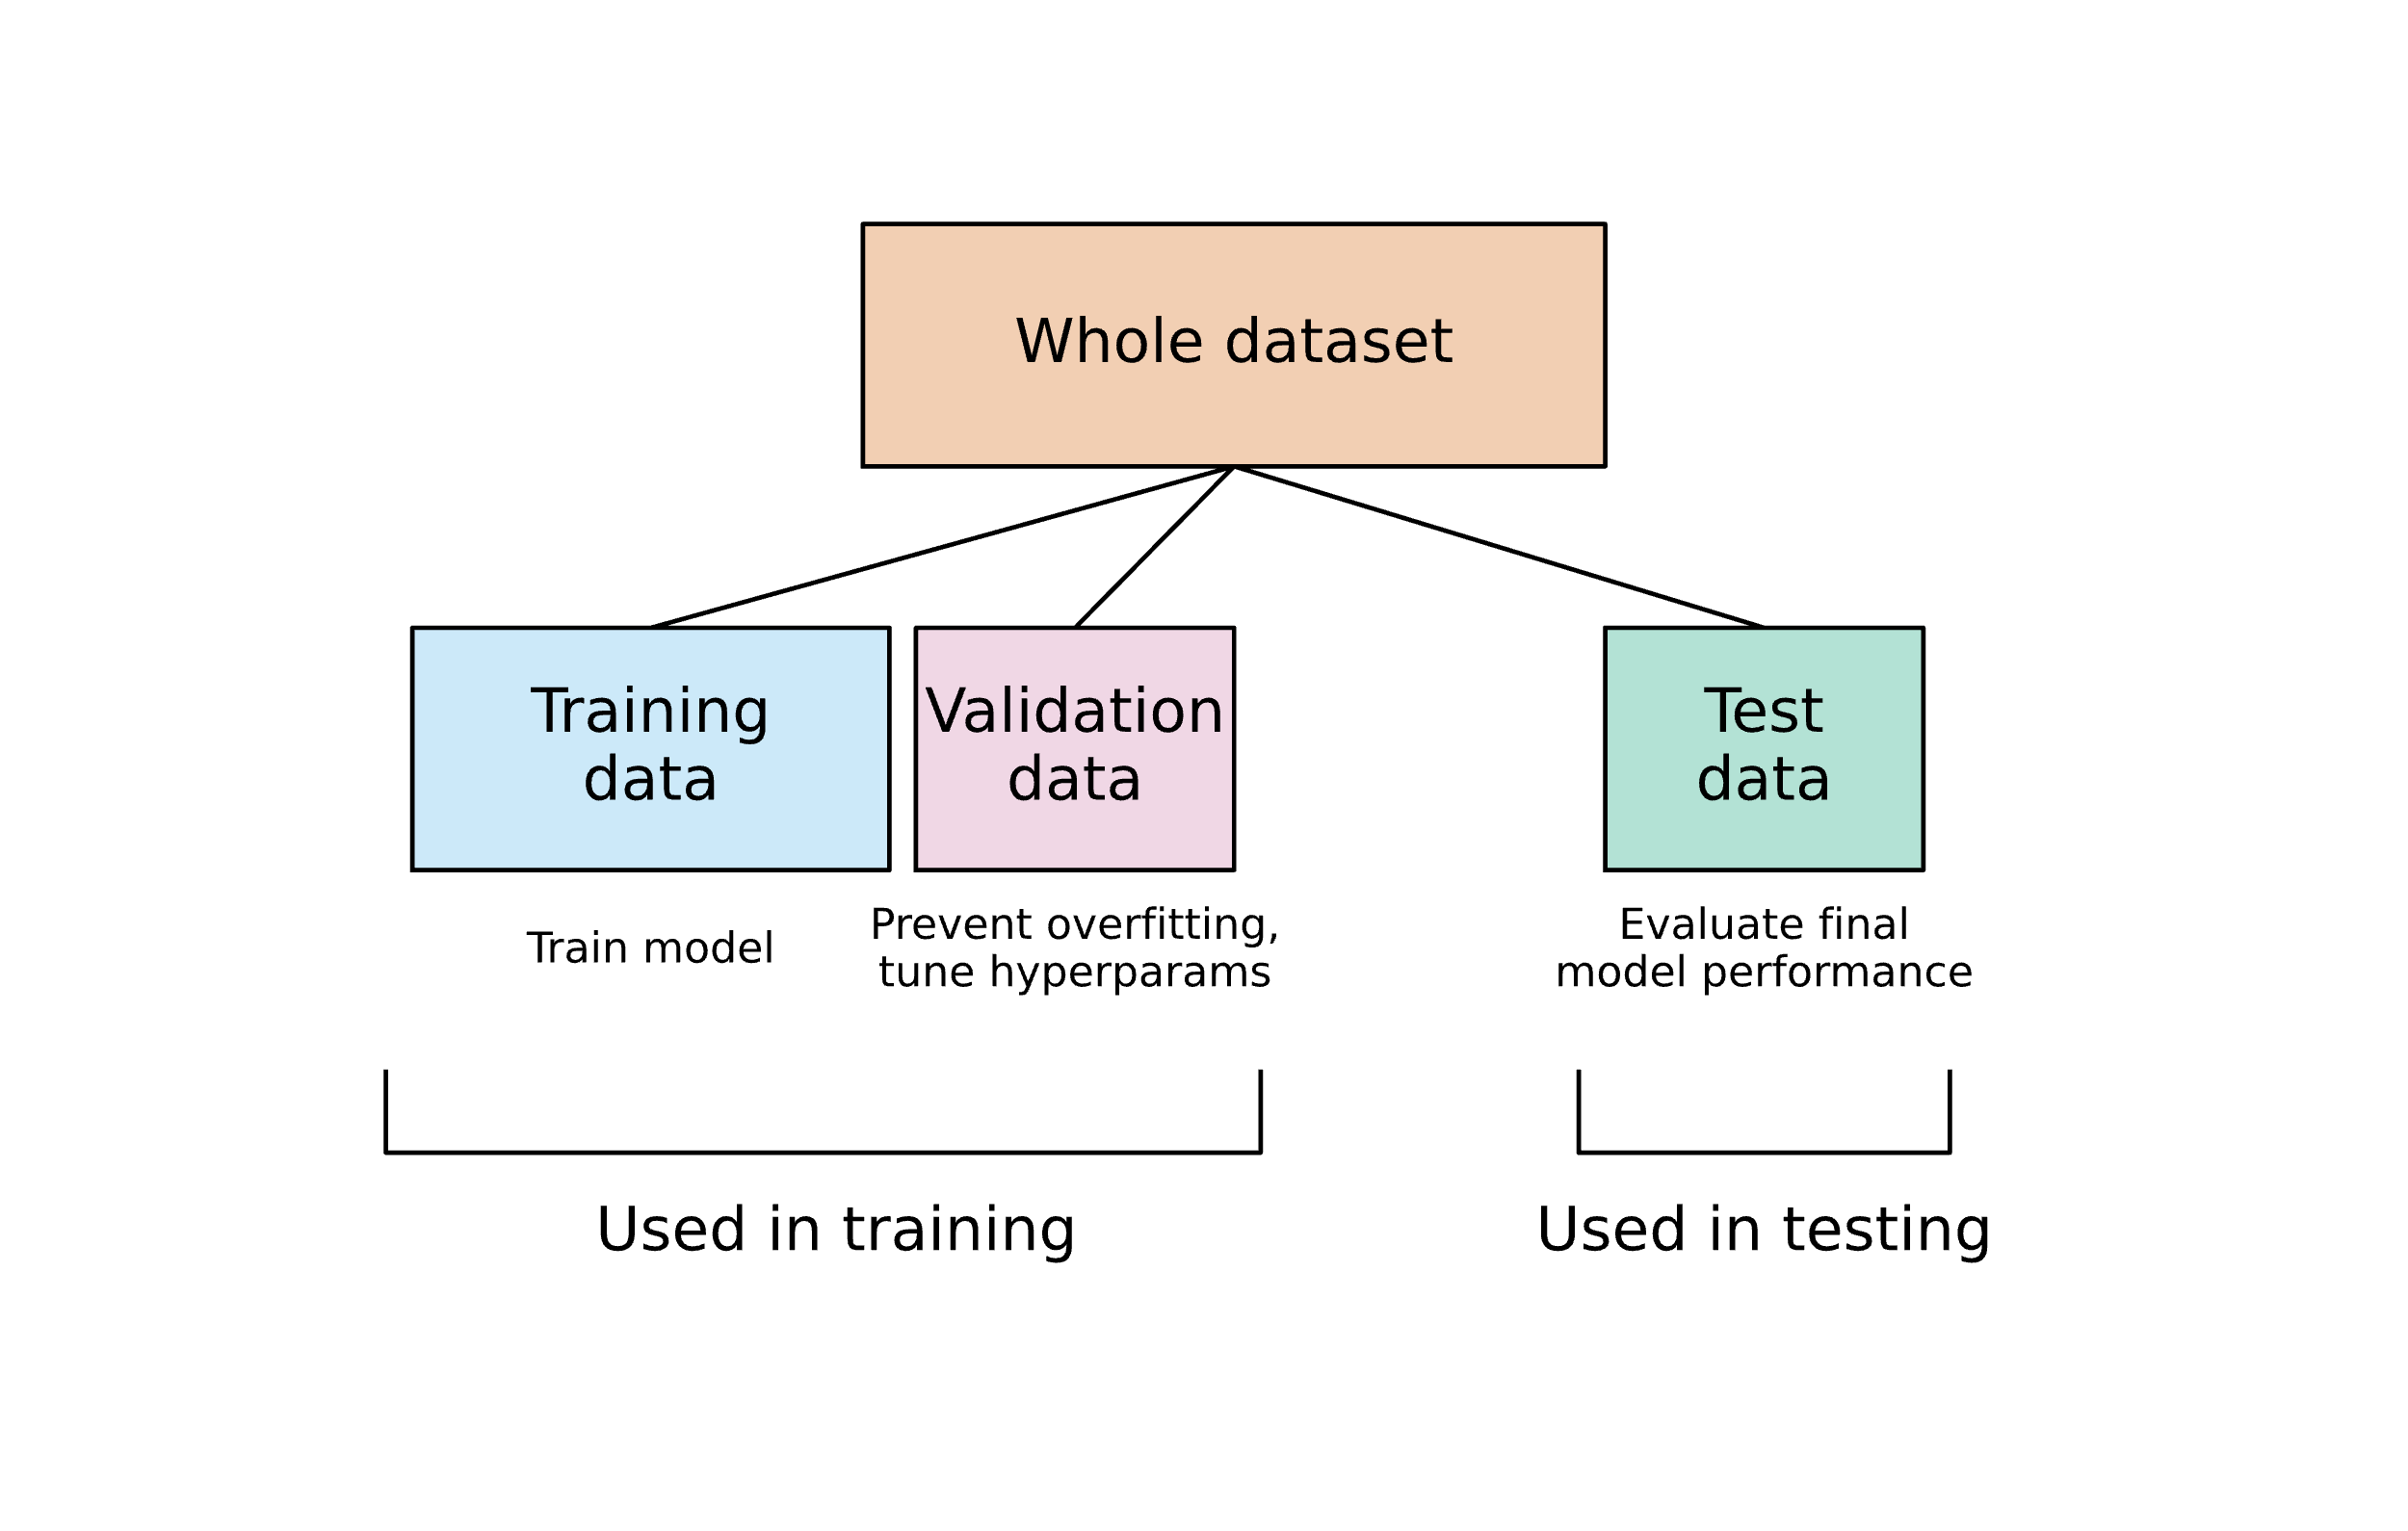 Whole dataset
Training
data
Validation
data
Test
data
Train model
Prevent overfitting,
tune hyperparams
Evaluate final
model performance
Used in training
Used in testing